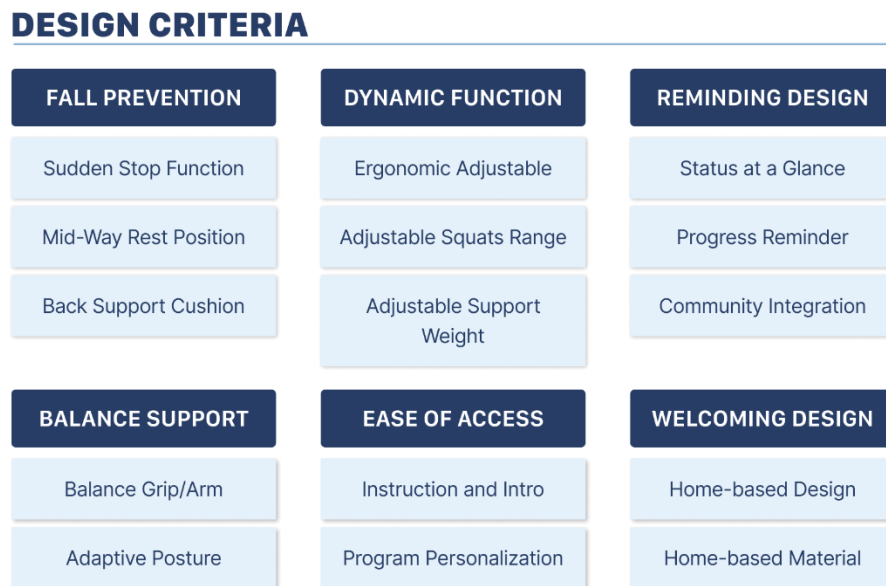 DESIGN CRITERIA
FALL PREVENTION
Sudden Stop Function
Mid-Way Rest Position
Back Support Cushion
DYNAMIC FUNCTION
Ergonomic Adjustable
Adjustable Squats Range
Adjustable Support
Weight
REMINDING DESIGN
Status at a Glance
Progress Reminder
Community Integration
BALANCE SUPPORT
Balance Grip/Arm
Adaptive Posture
EASE OF ACCESS
Instruction and Intro
Program Personalization
WELCOMING DESIGN
Home-based Design
Home-based Material